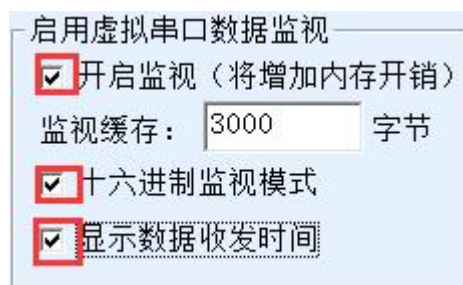 启用虚拟串口数据监视
开启监视（将增加内存开销）
监视缓存： 3000 字节
十六进制监视模式
显示数据收发时间